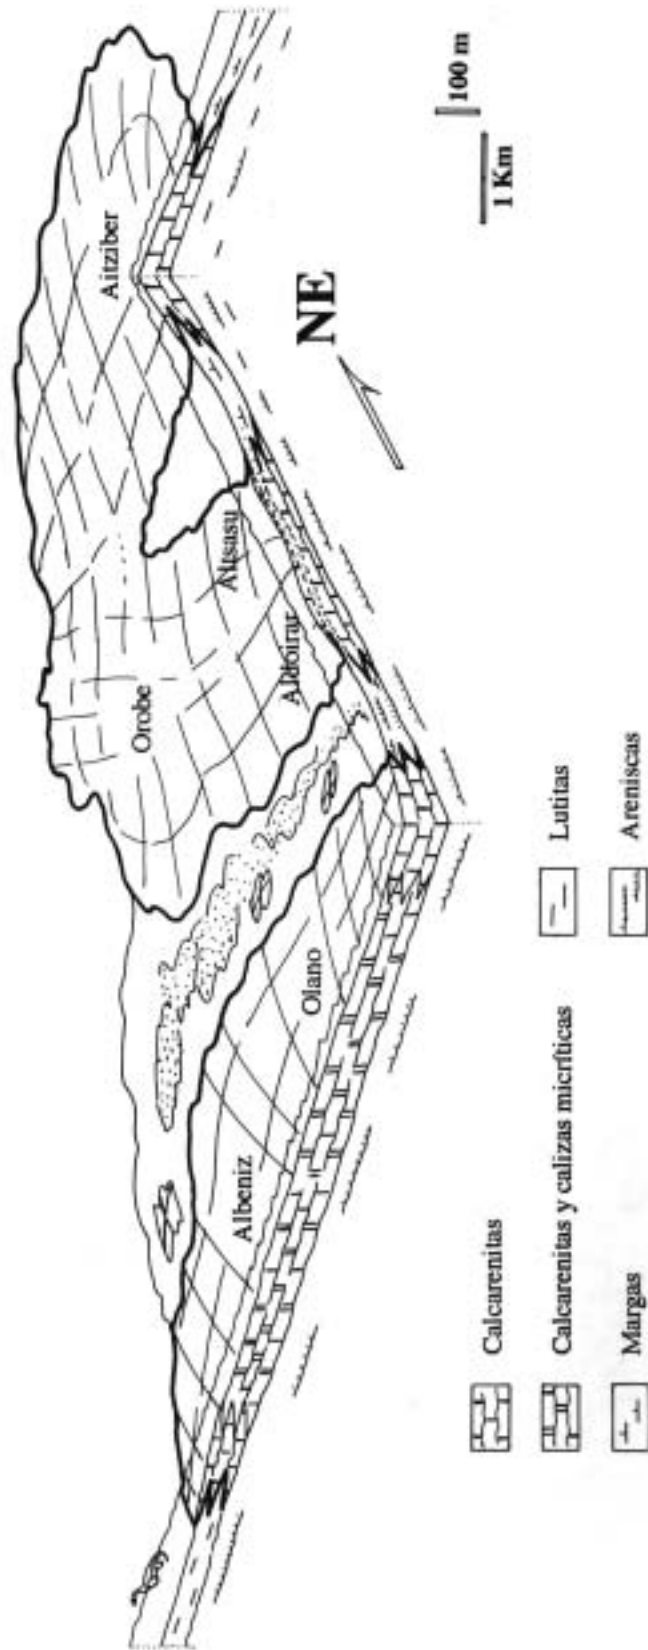 Aitziber
Altsasu
Orobe
Aldoirar
Olano
Albeniz
NE
100 m
1 Km
Calcarenitas
Calcarenitas y calizas micríticas
Margas
Lutitas
Areniscas